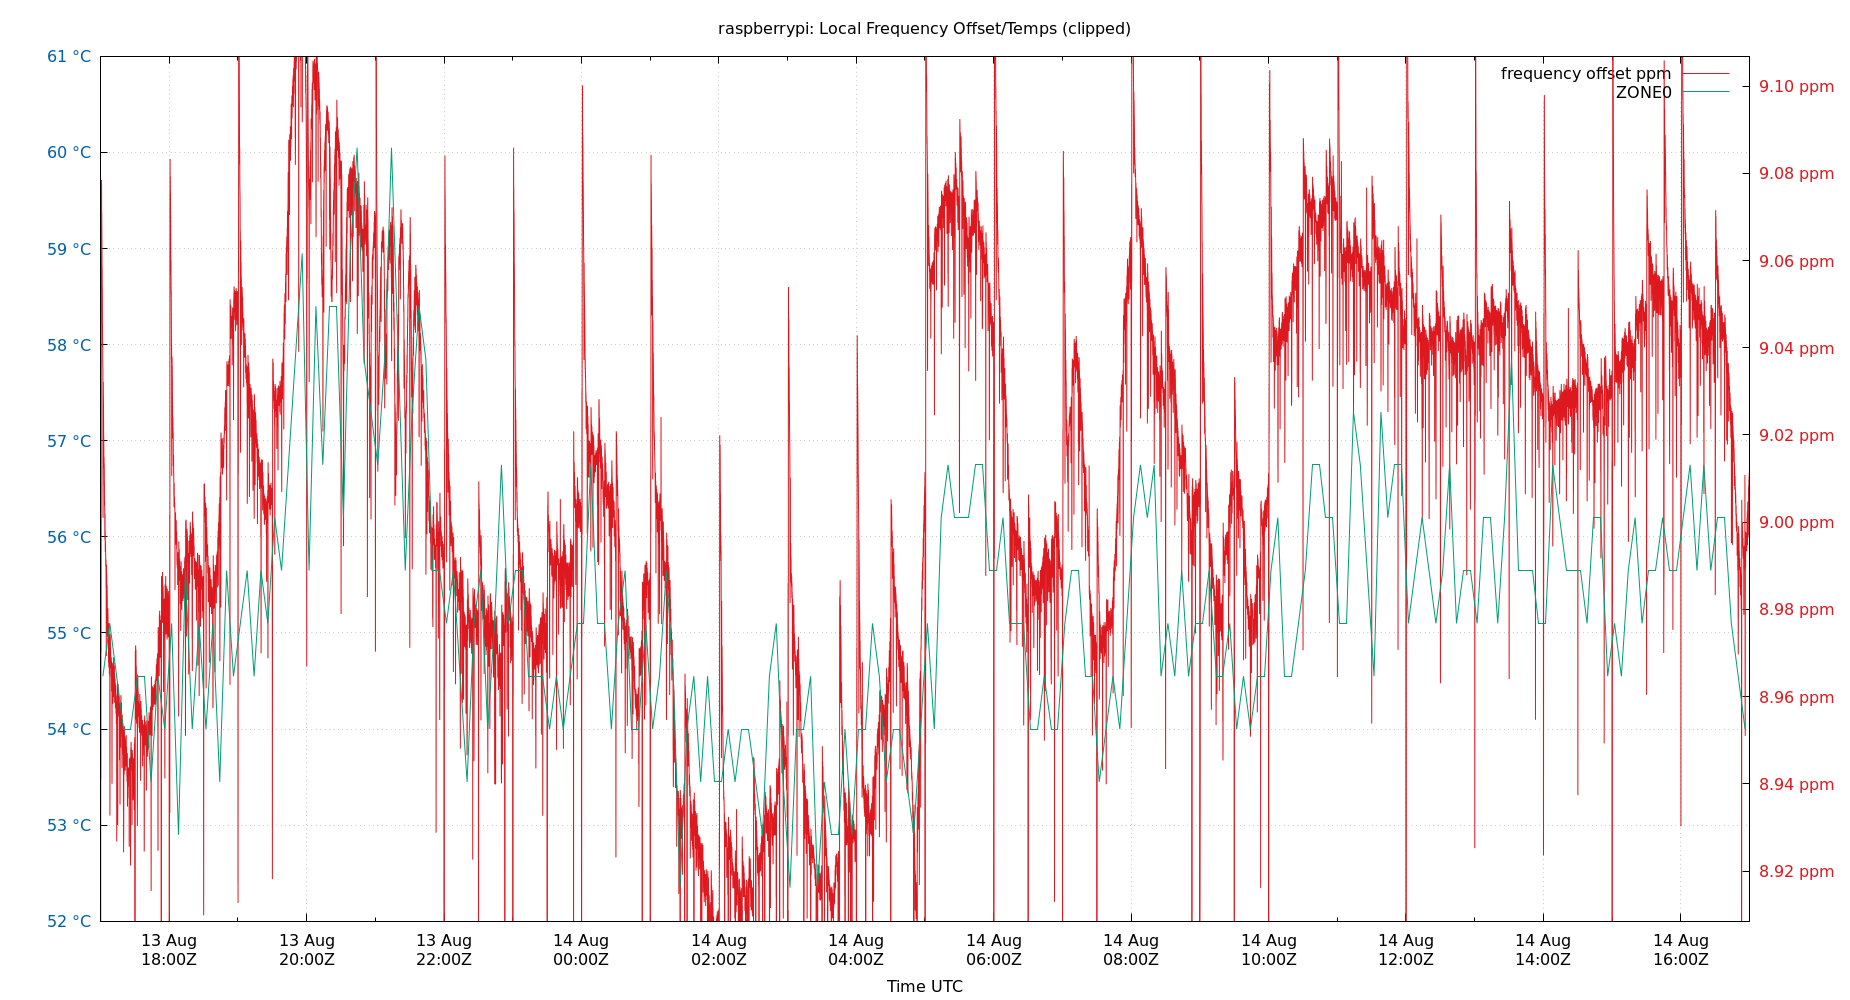 raspberrypi: Local Frequency Offset/Temps (clipped)
61 °C
60 °C
59 °C
58 °C
57 °C
56 °C
55 °C
54 °C
53 °C
52 °C
frequency offset ppm
ZONE0
9.10 ppm
9.08 ppm
9.06 ppm
9.04 ppm
9.02 ppm
9.00 ppm
8.98 ppm
8.96 ppm
8.94 ppm
8.92 ppm
13 Aug
18:00Z
13 Aug
20:00Z
13 Aug
22:00Z
14 Aug
00:00Z
14 Aug
02:00Z
14 Aug
04:00Z
14 Aug
06:00Z
14 Aug
08:00Z
14 Aug
10:00Z
14 Aug
12:00Z
14 Aug
14:00Z
14 Aug
16:00Z
Time UTC